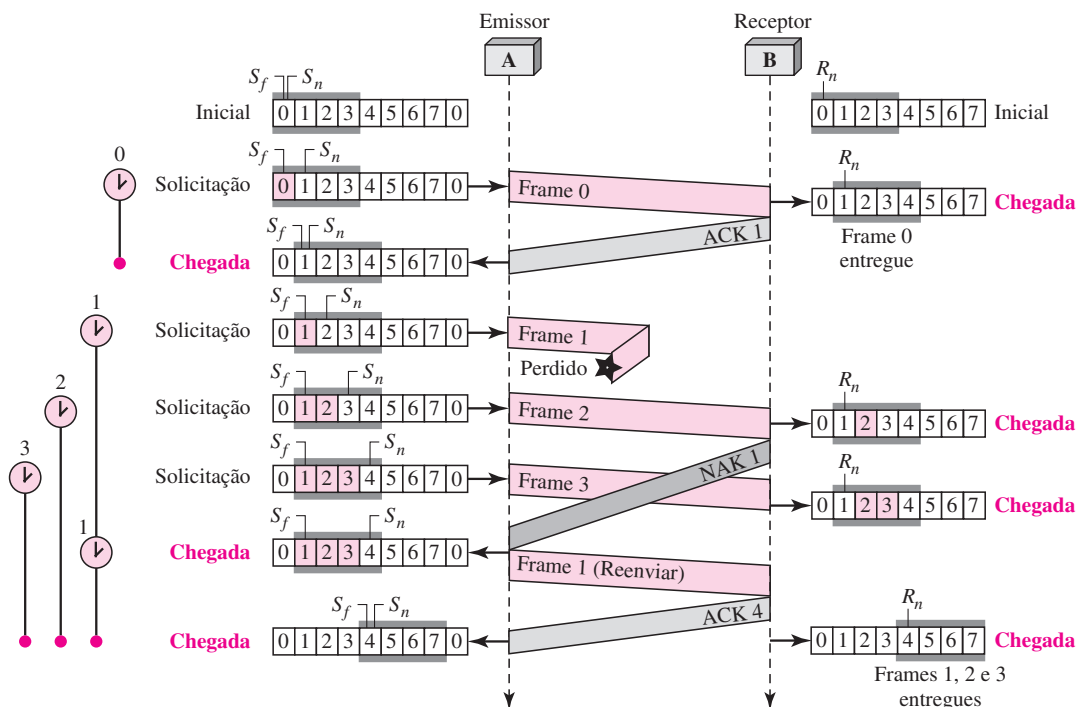 Emissor
Receptor
A
B
S_f S_n
R_n
Inicial
0 1 2 3 4 5 6 7 0
0 1 2 3 4 5 6 7
Inicial
0
S_f S_n
R_n
Solicitação
0 1 2 3 4 5 6 7 0
Frame 0
0 1 2 3 4 5 6 7
Chegada
Frame 0
entregue
S_f S_n
ACK 1
Chegada
0 1 2 3 4 5 6 7 0
1
S_f S_n
Solicitação
0 1 2 3 4 5 6 7 0
Frame 1
Perdido
2
S_f S_n
R_n
Solicitação
0 1 2 3 4 5 6 7 0
Frame 2
0 1 2 3 4 5 6 7
Chegada
3
S_f S_n
NAK 1
R_n
Solicitação
0 1 2 3 4 5 6 7 0
Frame 3
0 1 2 3 4 5 6 7
Chegada
1
S_f S_n
Chegada
0 1 2 3 4 5 6 7 0
Frame 1 (Reenviar)
S_f S_n
ACK 4
R_n
Chegada
0 1 2 3 4 5 6 7 0
0 1 2 3 4 5 6 7
Chegada
Frames 1, 2 e 3
entregues